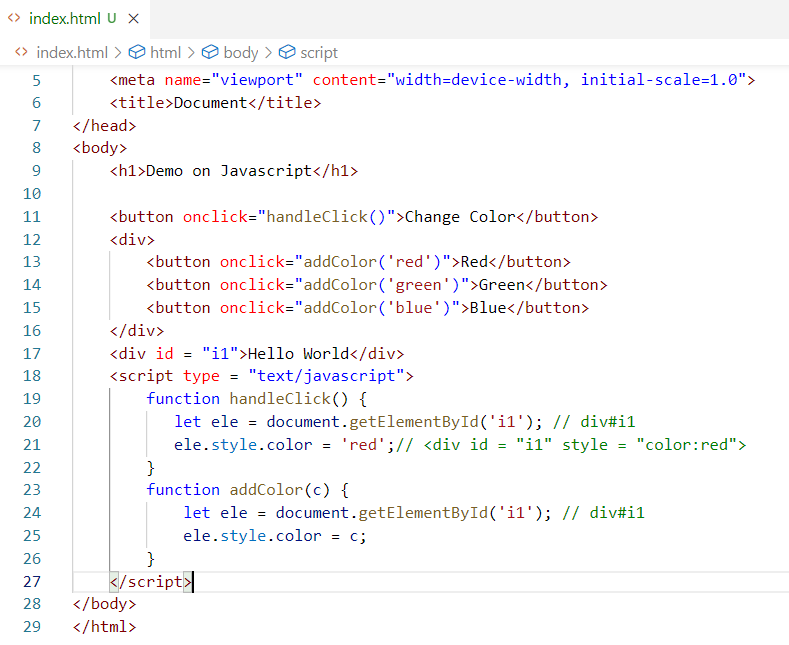 index.html U
index.html > html > body > script
5 <meta name="viewport" content="width=device-width, initial-scale=1.0">
6 <title>Document</title>
7 </head>
8 <body>
9 <h1>Demo on Javascript</h1>
10
11 <button onclick="handleClick()">Change Color</button>
12 <div>
13 <button onclick="addColor('red')">Red</button>
14 <button onclick="addColor('green')">Green</button>
15 <button onclick="addColor('blue')">Blue</button>
16 </div>
17 <div id = "i1">Hello World</div>
18 <script type = "text/javascript">
19 function handleClick() {
20 let ele = document.getElementById('i1'); // div#i1
21 ele.style.color = 'red';// <div id = "i1" style = "color:red">
22 }
23 function addColor(c) {
24 let ele = document.getElementById('i1'); // div#i1
25 ele.style.color = c;
26 }
27 </script>
28 </body>
29 </html>